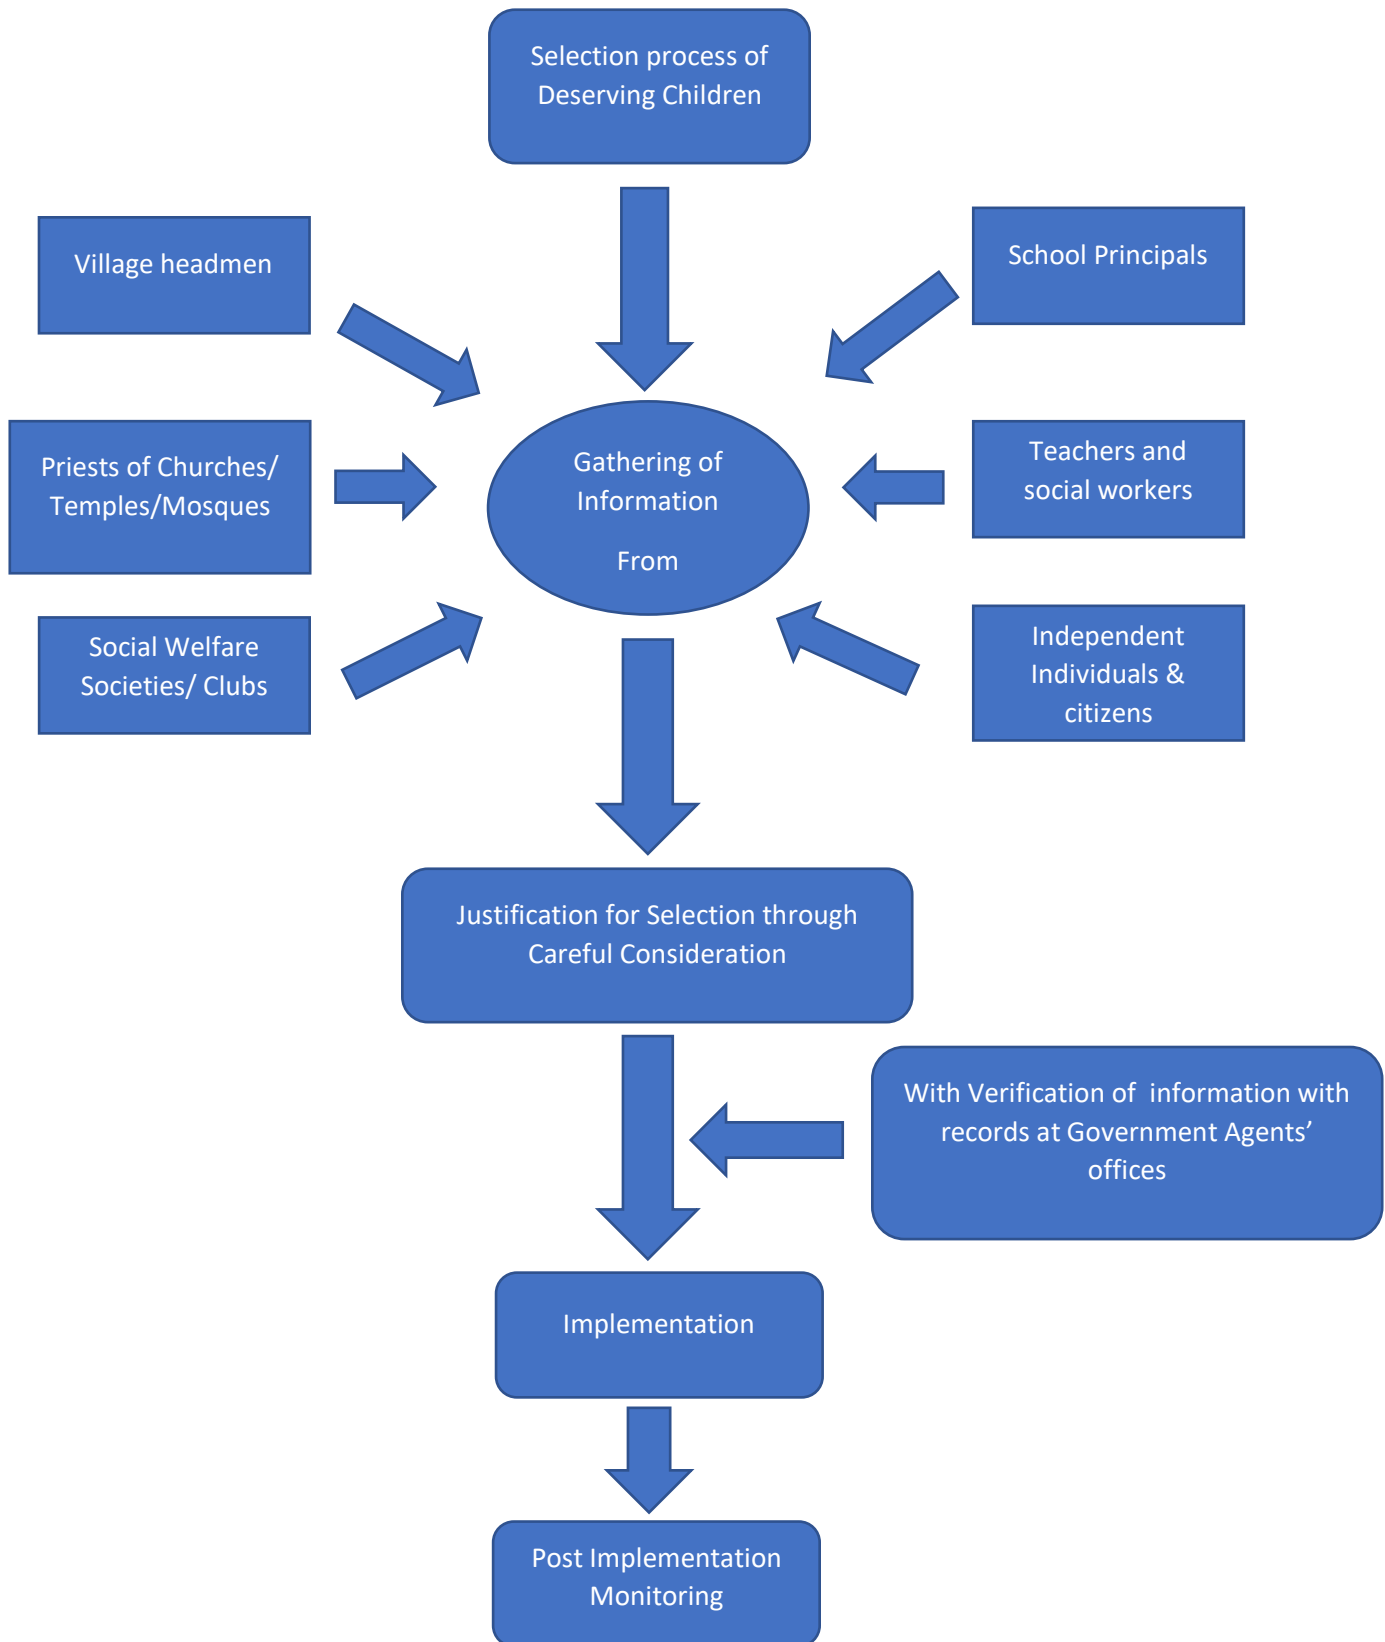 Selection process of
Deserving Children
Village headmen
School Principals
Priests of Churches/
Temples/Mosques
Gathering of
Information
From
Teachers and
social workers
Social Welfare
Societies/ Clubs
Independent
Individuals &
citizens
Justification for Selection through
Careful Consideration
With Verification of  information with
records at Government Agents’
offices
Implementation
Post Implementation
Monitoring